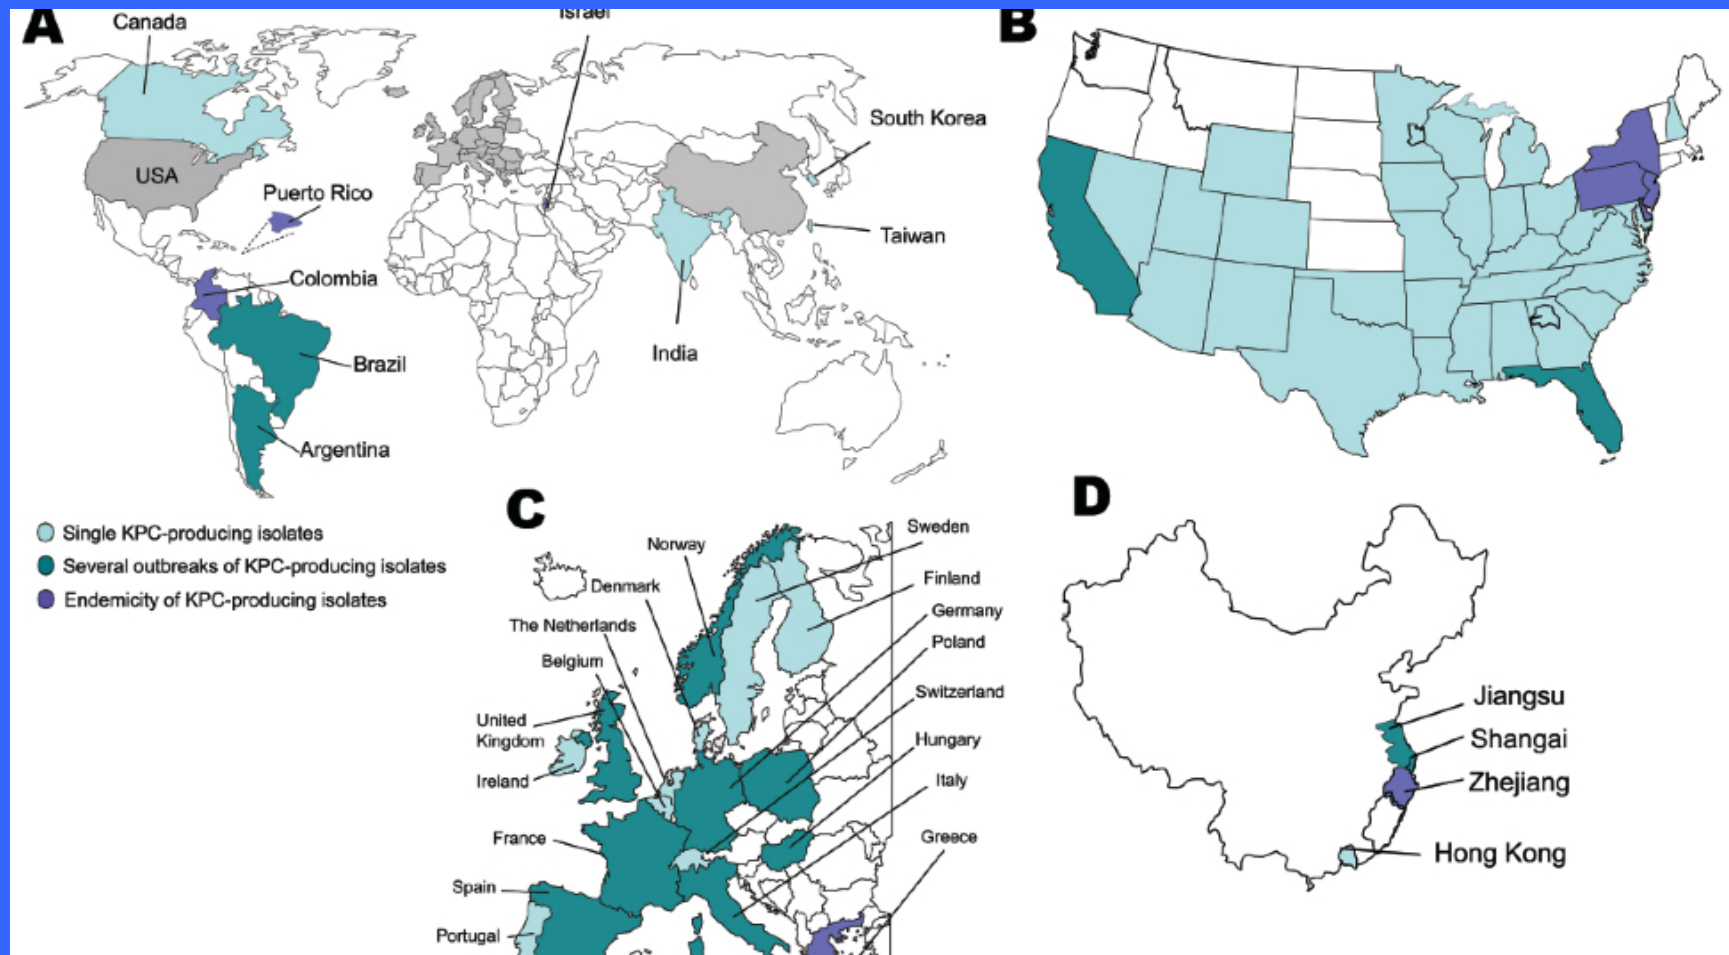 A
Canada
Israel
B
South Korea
USA
Puerto Rico
Taiwan
Colombia
India
Brazil
Argentina
Single KPC-producing isolates
Several outbreaks of KPC-producing isolates
Endemicity of KPC-producing isolates
C
Sweden
Norway
Finland
Denmark
Germany
The Netherlands
Poland
Belgium
Switzerland
United
Kingdom
Hungary
Ireland
Italy
France
Greece
Spain
Portugal
D
Jiangsu
Shangai
Zhejiang
Hong Kong